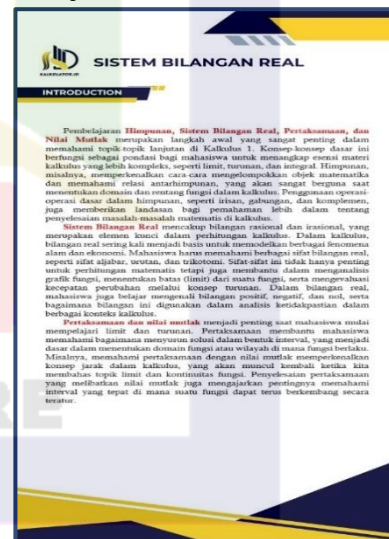 KALKULATOR.ID
SISTEM BILANGAN REAL
INTRODUCTION
Pembelajaran Himpunan, Sistem Bilangan Real, Pertaksamaan, dan
Nilai Mutlak merupakan langkah awal yang sangat penting dalam
memahami topik-topik lanjutan di Kalkulus 1. Konsep-konsep dasar ini
berfungsi sebagai pondasi bagi mahasiswa untuk menangkap esensi materi
kalkulus yang lebih kompleks, seperti limit, turunan, dan integral. Himpunan,
misalnya, memperkenalkan cara-cara mengelompokkan objek matematika
dan memahami relasi antarhimpunan, yang akan sangat berguna saat
menentukan domain dan rentang fungsi dalam kalkulus. Penggunaan operasi-
operasi dasar dalam himpunan, seperti irisan, gabungan, dan komplemen,
juga memberikan landasan bagi pemahaman lebih dalam tentang
penyelesaian masalah-masalah matematis di kalkulus.
Sistem Bilangan Real mencakup bilangan rasional dan irasional, yang
merupakan elemen kunci dalam perhitungan kalkulus. Dalam kalkulus,
bilangan real sering kali menjadi basis untuk memodelkan berbagai fenomena
alam dan ekonomi. Mahasiswa harus memahami berbagai sifat bilangan real,
seperti sifat aljabar, urutan, dan trikotomi. Sifat-sifat ini tidak hanya penting
untuk perhitungan matematis tetapi juga membantu dalam menganalisis
grafik fungsi, menentukan batas (limit) dari suatu fungsi, serta mengevaluasi
kecepatan perubahan melalui konsep turunan. Dalam bilangan real,
mahasiswa juga belajar mengenali bilangan positif, negatif, dan nol, serta
bagaimana bilangan ini digunakan dalam analisis ketidakpastian dalam
berbagai konteks kalkulus.
Pertaksamaan dan nilai mutlak menjadi penting saat mahasiswa mulai
mempelajari limit dan turunan. Pertaksamaan membantu mahasiswa
memahami bagaimana menyusun solusi dalam bentuk interval, yang menjadi
dasar dalam menentukan domain fungsi atau wilayah di mana fungsi berlaku.
Misalnya, memahami pertaksamaan dengan nilai mutlak memperkenalkan
konsep jarak dalam kalkulus, yang akan muncul kembali ketika kita
membahas topik limit dan kontinuitas fungsi. Penyelesaian pertaksamaan
yang melibatkan nilai mutlak juga mengajarkan pentingnya memahami
interval yang tepat di mana suatu fungsi dapat terus berkembang secara
teratur.
RE